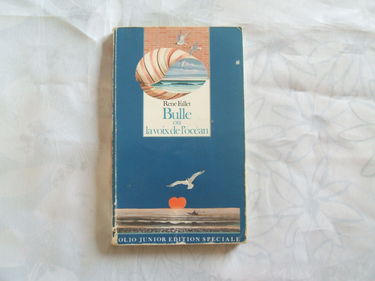 René Fallet
Bulle
ou
la voix de l'océan
OLIO JUNIOR EDITION SPECIALE